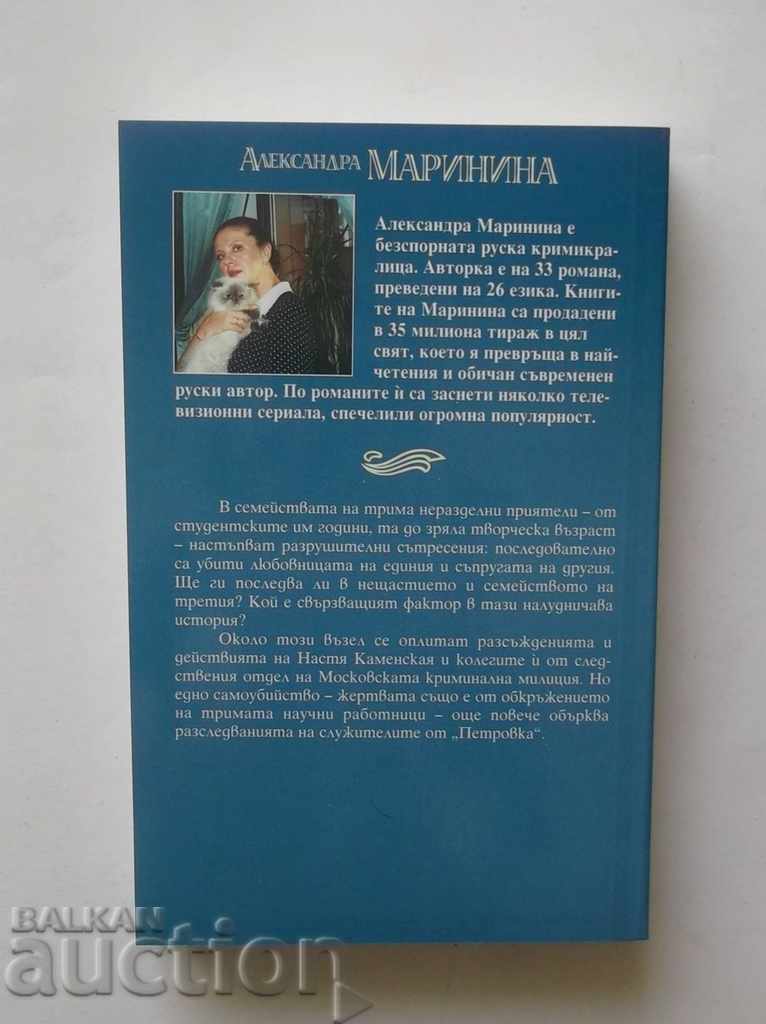 Александра МАРИНИНА
Александра Маринина е
безспорната руска кримикра-
лица. Авторка е на 33 романа,
преведени на 26 езика. Книги-
те на Маринина са продадени
в 35 милиона тираж в цял
свят, което я превръща в най-
четения и обичан съвременен
руски автор. По романите ѝ са заснети няколко теле-
визионни сериала, спечелили огромна популярност.
В семействата на трима неразделни приятели – от
студентските им години, та до зряла творческа възраст
– настъпват разрушителни сътресения: последователно
са убити любовницата на единия и съпругата на другия.
Ще ги последва ли в нещастието и семейството на
третия? Кой е свързващият фактор в тази налудничава
история?
Около този възел се оплитат разсъжденията и
действията на Настя Каменская и колегите ѝ от след-
ствения отдел на Московската криминална милиция. Но
едно самоубийство – жертвата също е от обкръжението
на тримата научни работници – още повече обърква
разследванията на служителите от „Петровка“.
BALKAN
auction